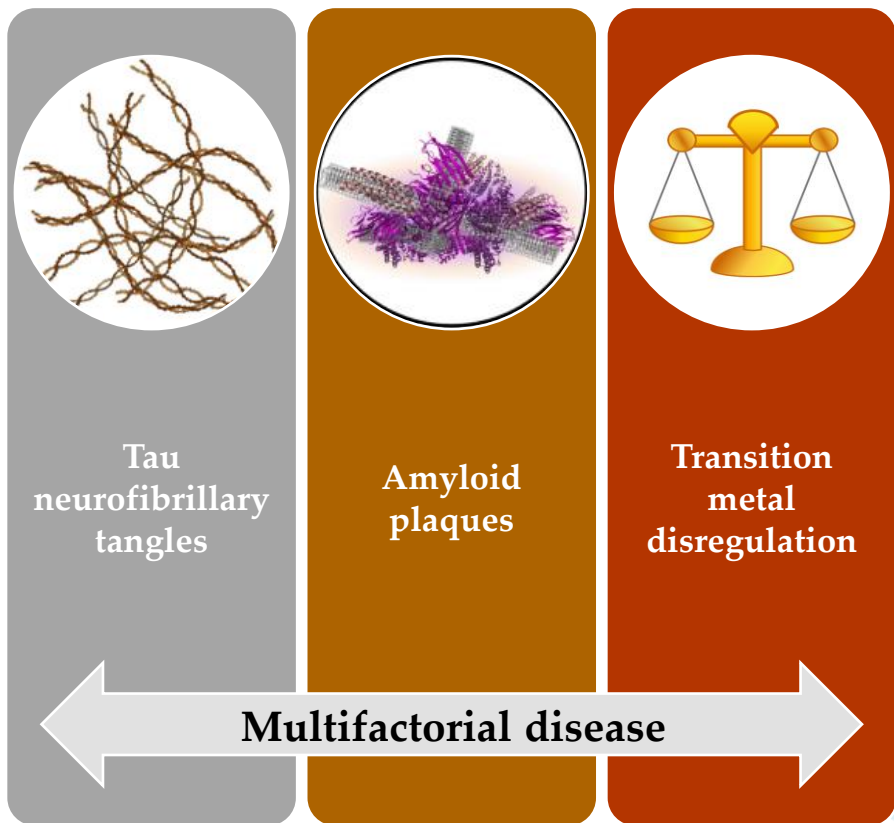 Tau
neurofibrillary
tangles
Amyloid
plaques
Transition
metal
disregulation
Multifactorial disease